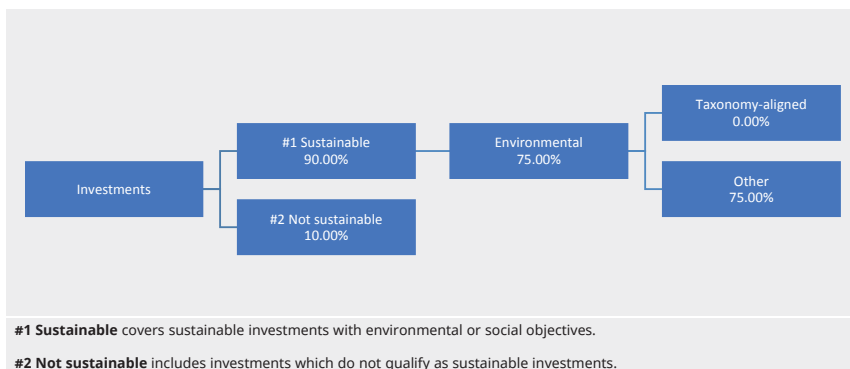 Investments
#1 Sustainable
90.00%
#2 Not sustainable
10.00%
Environmental
75.00%
Taxonomy-aligned
0.00%
Other
75.00%
#1 Sustainable covers sustainable investments with environmental or social objectives.
#2 Not sustainable includes investments which do not qualify as sustainable investments.